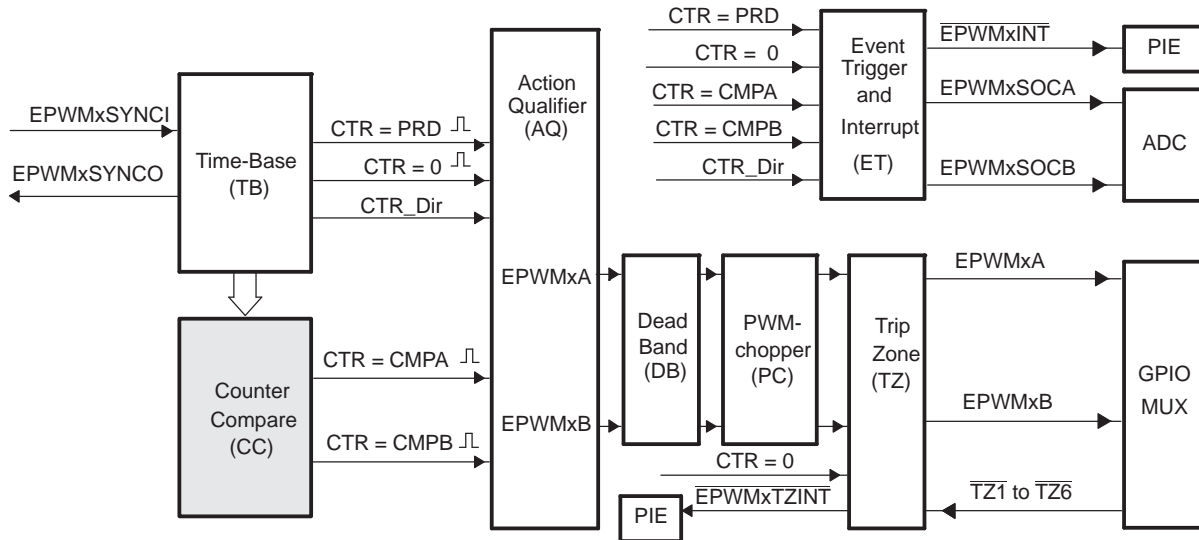 EPWMxSYNCI
EPWMxSYNCO
Time-Base
(TB)
CTR = PRD
CTR = 0
CTR_Dir
Counter
Compare
(CC)
CTR = CMPA
CTR = CMPB
Action
Qualifier
(AQ)
EPWMxA
EPWMxB
CTR = PRD
CTR = 0
CTR = CMPA
CTR = CMPB
CTR_Dir
Event
Trigger
and
Interrupt
(ET)
EPWMxINT
EPWMxSOCA
EPWMxSOCB
PIE
ADC
Dead
Band
(DB)
PWM-
chopper
(PC)
Trip
Zone
(TZ)
CTR = 0
EPWMxTZINT
PIE
EPWMxA
EPWMxB
TZ1 to TZ6
GPIO
MUX